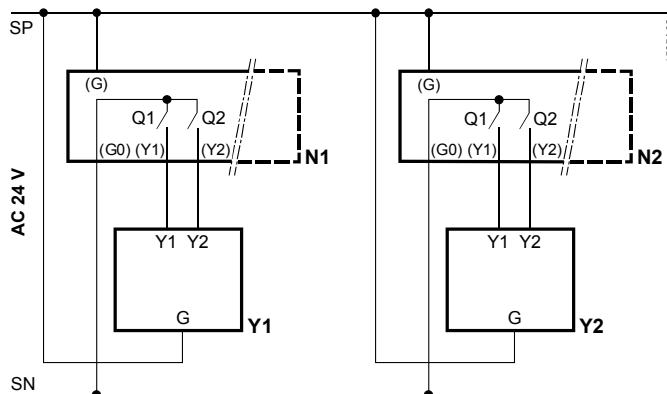 SP
(G)
(G)
Q1
Q2
Q1
Q2
(G0) (Y1)
(Y2)
N1
(G0) (Y1)
(Y2)
N2
AC 24 V
Y1 Y2
Y1 Y2
G
Y1
G
Y2
SN